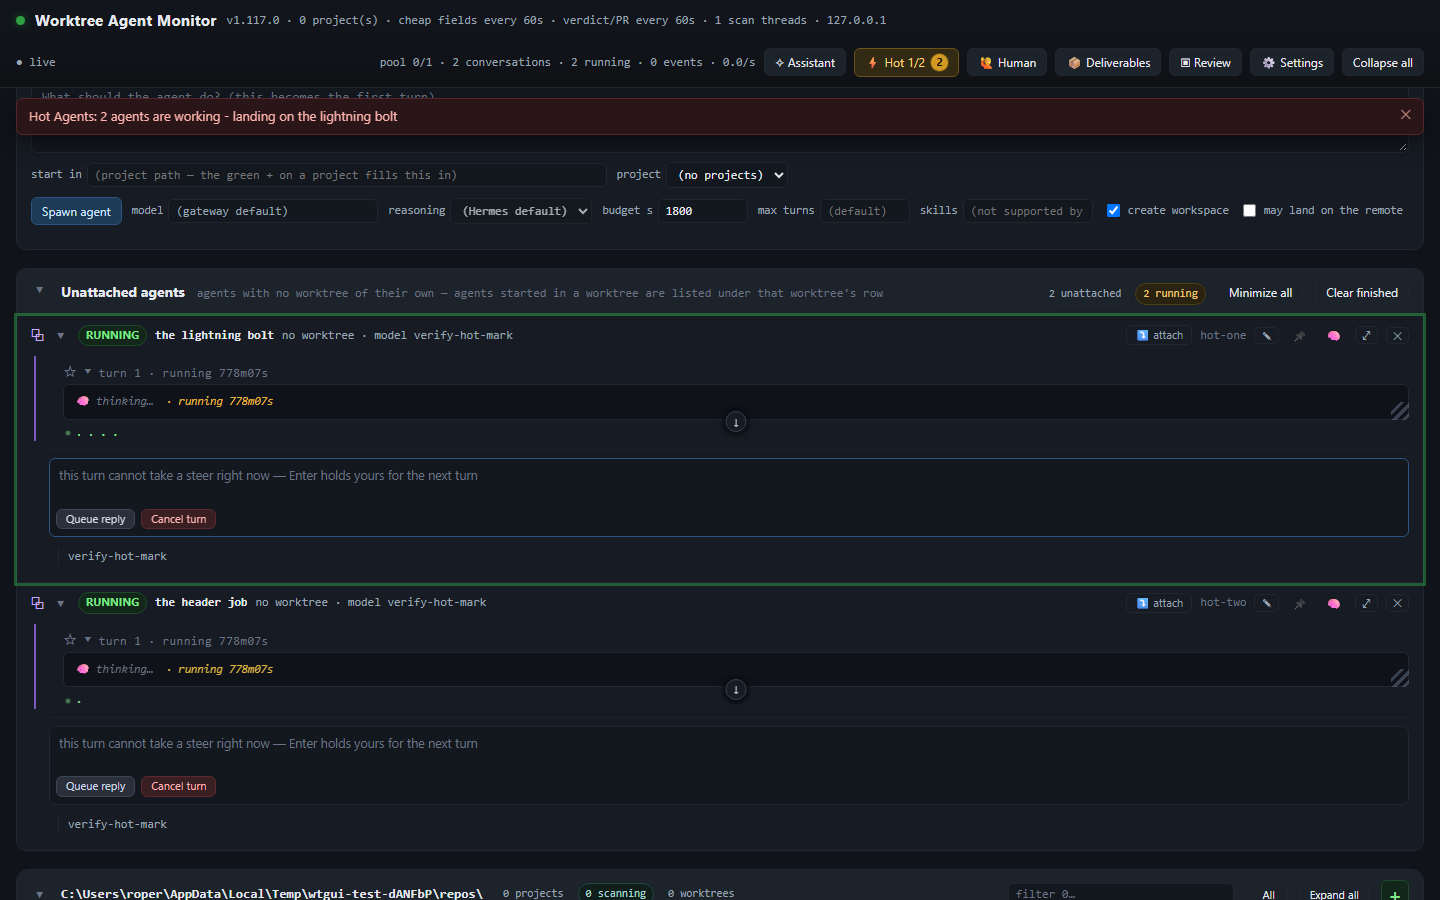 Worktree Agent Monitor v1.117.0 · 0 project(s) · cheap fields every 60s · verdict/PR every 60s · 1 scan threads · 127.0.0.1
live pool 0/1 · 2 conversations · 2 running · 0 events · 0.0/s Assistant Hot 1/2 2 Human Deliverables Review Settings Collapse all
What should the agent do? (this becomes the first turn)
Hot Agents: 2 agents are working - landing on the lightning bolt
start in (project path — the green + on a project fills this in) project (no projects)
Spawn agent model (gateway default) reasoning (Hermes default) budget s 1800 max turns (default) skills (not supported by create workspace may land on the remote
Unattached agents agents with no worktree of their own — agents started in a worktree are listed under that worktree's row 2 unattached 2 running Minimize all Clear finished
RUNNING the lightning bolt no worktree · model verify-hot-mark attach hot-one
turn 1 · running 778m07s
thinking… · running 778m07s
this turn cannot take a steer right now — Enter holds yours for the next turn
Queue reply Cancel turn
verify-hot-mark
RUNNING the header job no worktree · model verify-hot-mark attach hot-two
turn 1 · running 778m07s
thinking… · running 778m07s
this turn cannot take a steer right now — Enter holds yours for the next turn
Queue reply Cancel turn
verify-hot-mark
C:\Users\roper\AppData\Local\Temp\wtgui-test-dANFbP\repos\ 0 projects 0 scanning 0 worktrees filter 0… All Expand all +